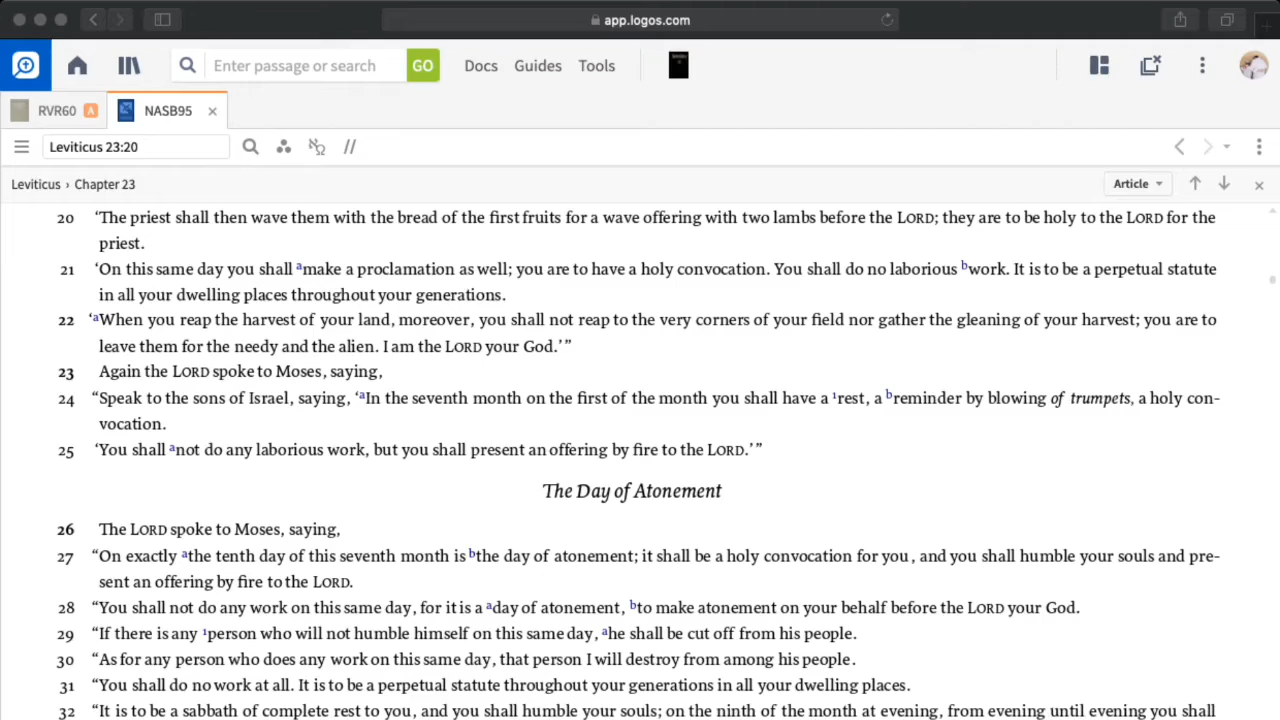 app.logos.com
Enter passage or search
GO
Docs
Guides
Tools
RVR60
A
NASB95
Leviticus 23:20
Leviticus › Chapter 23
Article
20 ‘The priest shall then wave them with the bread of the first fruits for a wave offering with two lambs before the LORD; they are to be holy to the LORD for the
priest.
21 ‘On this same day you shall ᵃmake a proclamation as well; you are to have a holy convocation. You shall do no laborious ᵇwork. It is to be a perpetual statute
in all your dwelling places throughout your generations.
22 ‘ᵃWhen you reap the harvest of your land, moreover, you shall not reap to the very corners of your field nor gather the gleaning of your harvest; you are to
leave them for the needy and the alien. I am the LORD your God.’ ”
23 Again the LORD spoke to Moses, saying,
24 “Speak to the sons of Israel, saying, ‘ᵃIn the seventh month on the first of the month you shall have a ¹rest, a ᵇreminder by blowing of trumpets, a holy con-
vocation.
25 ‘You shall ᵃnot do any laborious work, but you shall present an offering by fire to the LORD.’ ”
The Day of Atonement
26 The LORD spoke to Moses, saying,
27 “On exactly ᵃthe tenth day of this seventh month is ᵇthe day of atonement; it shall be a holy convocation for you, and you shall humble your souls and pre-
sent an offering by fire to the LORD.
28 “You shall not do any work on this same day, for it is a ᵃday of atonement, ᵇto make atonement on your behalf before the LORD your God.
29 “If there is any ¹person who will not humble himself on this same day, ᵃhe shall be cut off from his people.
30 “As for any person who does any work on this same day, that person I will destroy from among his people.
31 “You shall do no work at all. It is to be a perpetual statute throughout your generations in all your dwelling places.
32 “It is to be a sabbath of complete rest to you, and you shall humble your souls; on the ninth of the month at evening, from evening until evening you shall